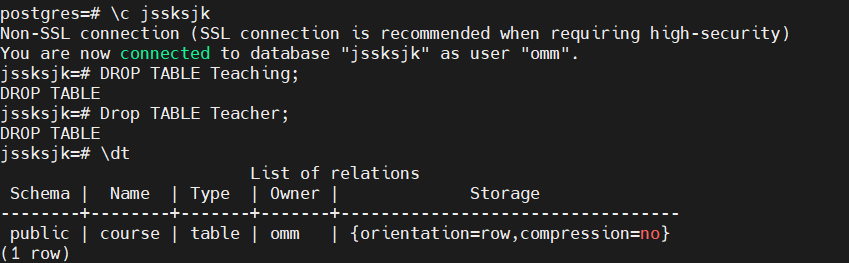 postgres=# \c jssksjk
Non-SSL connection (SSL connection is recommended when requiring high-security)
You are now connected to database "jssksjk" as user "omm".
jssksjk=# DROP TABLE Teaching;
DROP TABLE
jssksjk=# Drop TABLE Teacher;
DROP TABLE
jssksjk=# \dt
                         List of relations
 Schema |  Name  | Type  | Owner |             Storage
--------+--------+-------+-------+----------------------------------
 public | course | table | omm   | {orientation=row,compression=no}
(1 row)